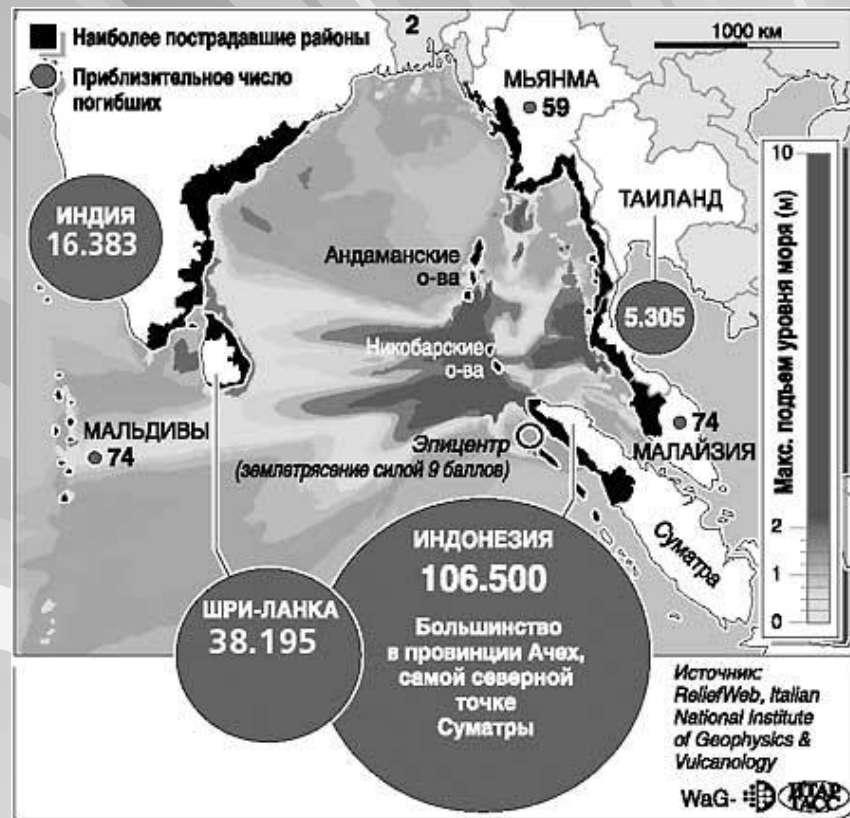 Наиболее пострадавшие районы
Приблизительное число
погибших
2
1000 км
МЬЯНМА
59
ТАИЛАНД
5.305
ИНДИЯ
16.383
Андаманские
о-ва
Никобарские
о-ва
МАЛЬДИВЫ
74
Эпицентр
(землетрясение силой 9 баллов)
74
МАЛАЙЗИЯ
Суматра
Макс. подъем уровня моря (м)
10
2
1
0
ШРИ-ЛАНКА
38.195
ИНДОНЕЗИЯ
106.500
Большинство
в провинции Ачех,
самой северной
точке
Суматры
Источник:
ReliefWeb, Italian
National Institute
of Geophysics &
Vulcanology
WaG-
ИТАР
ТАСС